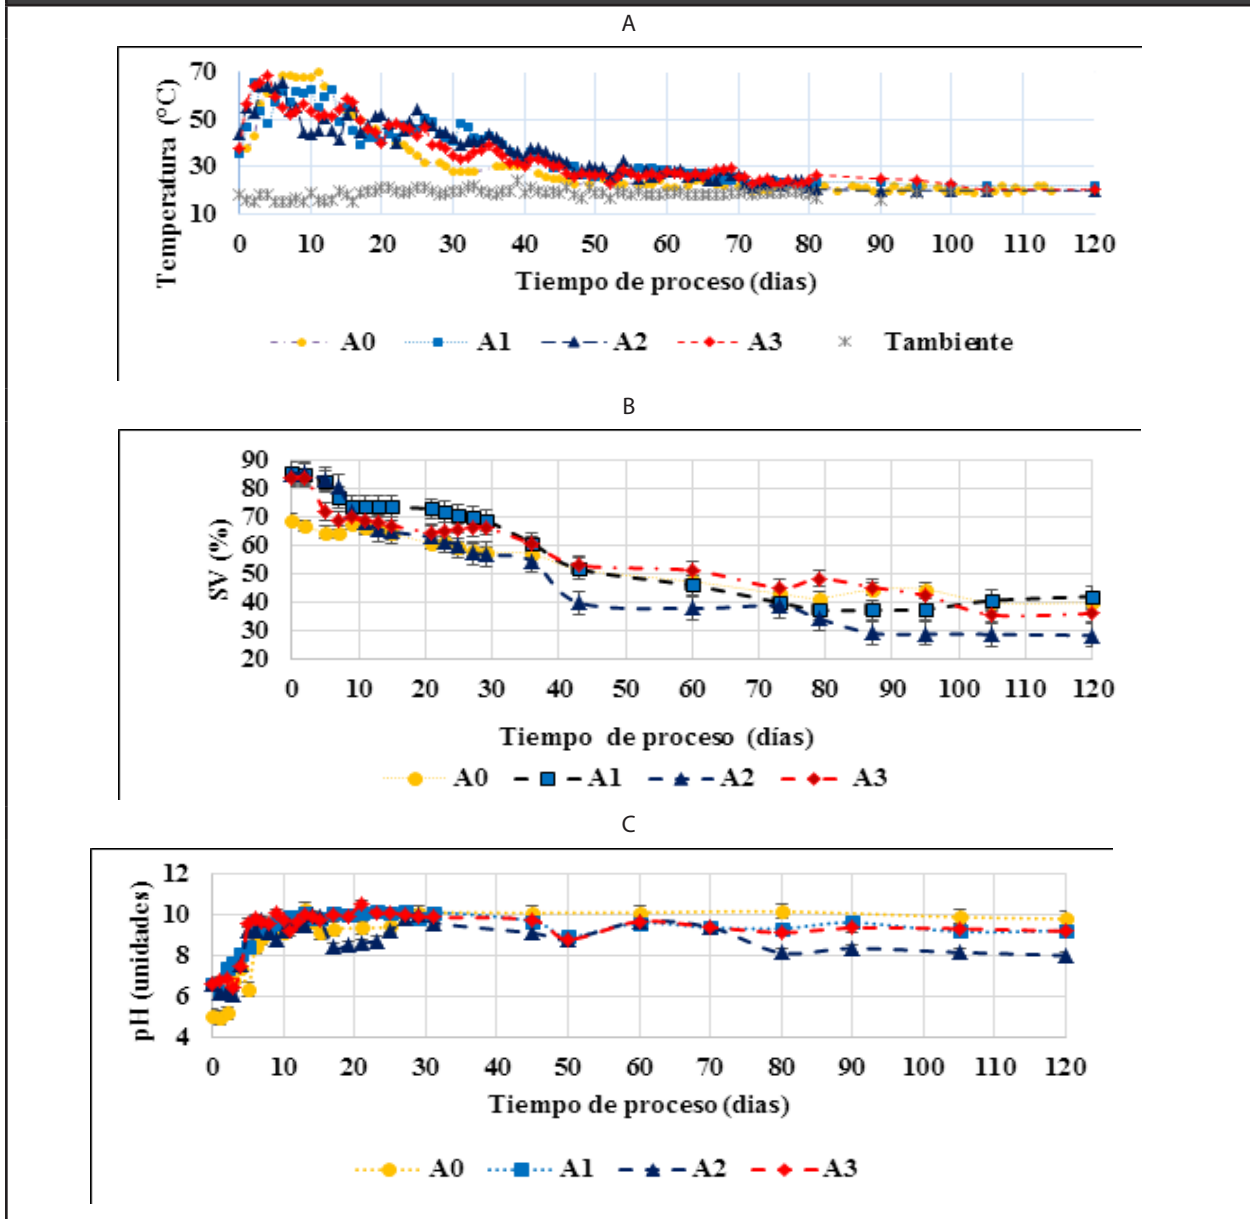 A
70
50
30
10
Temperatura (°C)
0 10 20 30 40 50 60 70 80 90 100 110 120
Tiempo de proceso (dias)
A0 A1 A2 A3 Tambiente
B
90
80
70
60
50
40
30
20
SV (%)
0 10 20 30 40 50 60 70 80 90 100 110 120
Tiempo de proceso (días)
A0 A1 A2 A3
C
12
10
8
6
4
pH (unidades)
0 10 20 30 40 50 60 70 80 90 100 110 120
Tiempo de proceso (dias)
A0 A1 A2 A3